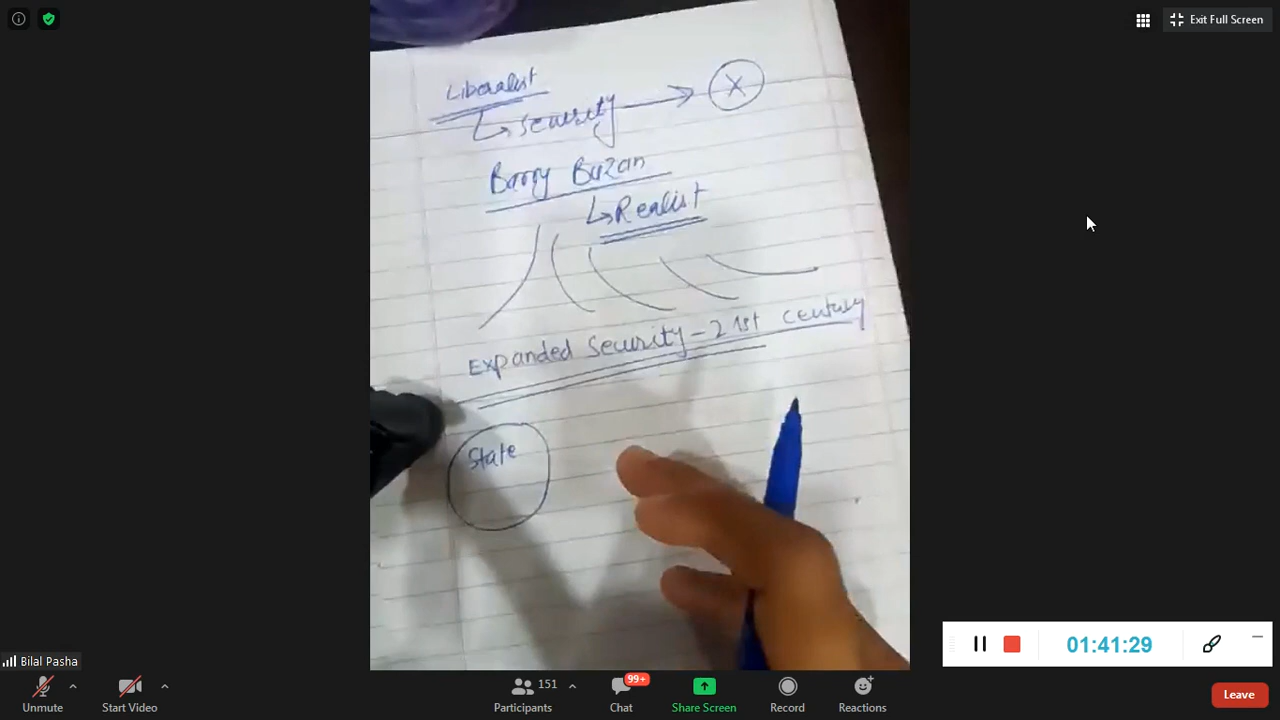 Exit Full Screen
Liberalist
Security
X
Barry Buzan
Realist
Expanded Security - 21st century
State
01:41:29
Bilal Pasha
Unmute
Start Video
151
Participants
99+
Chat
Share Screen
Record
Reactions
Leave